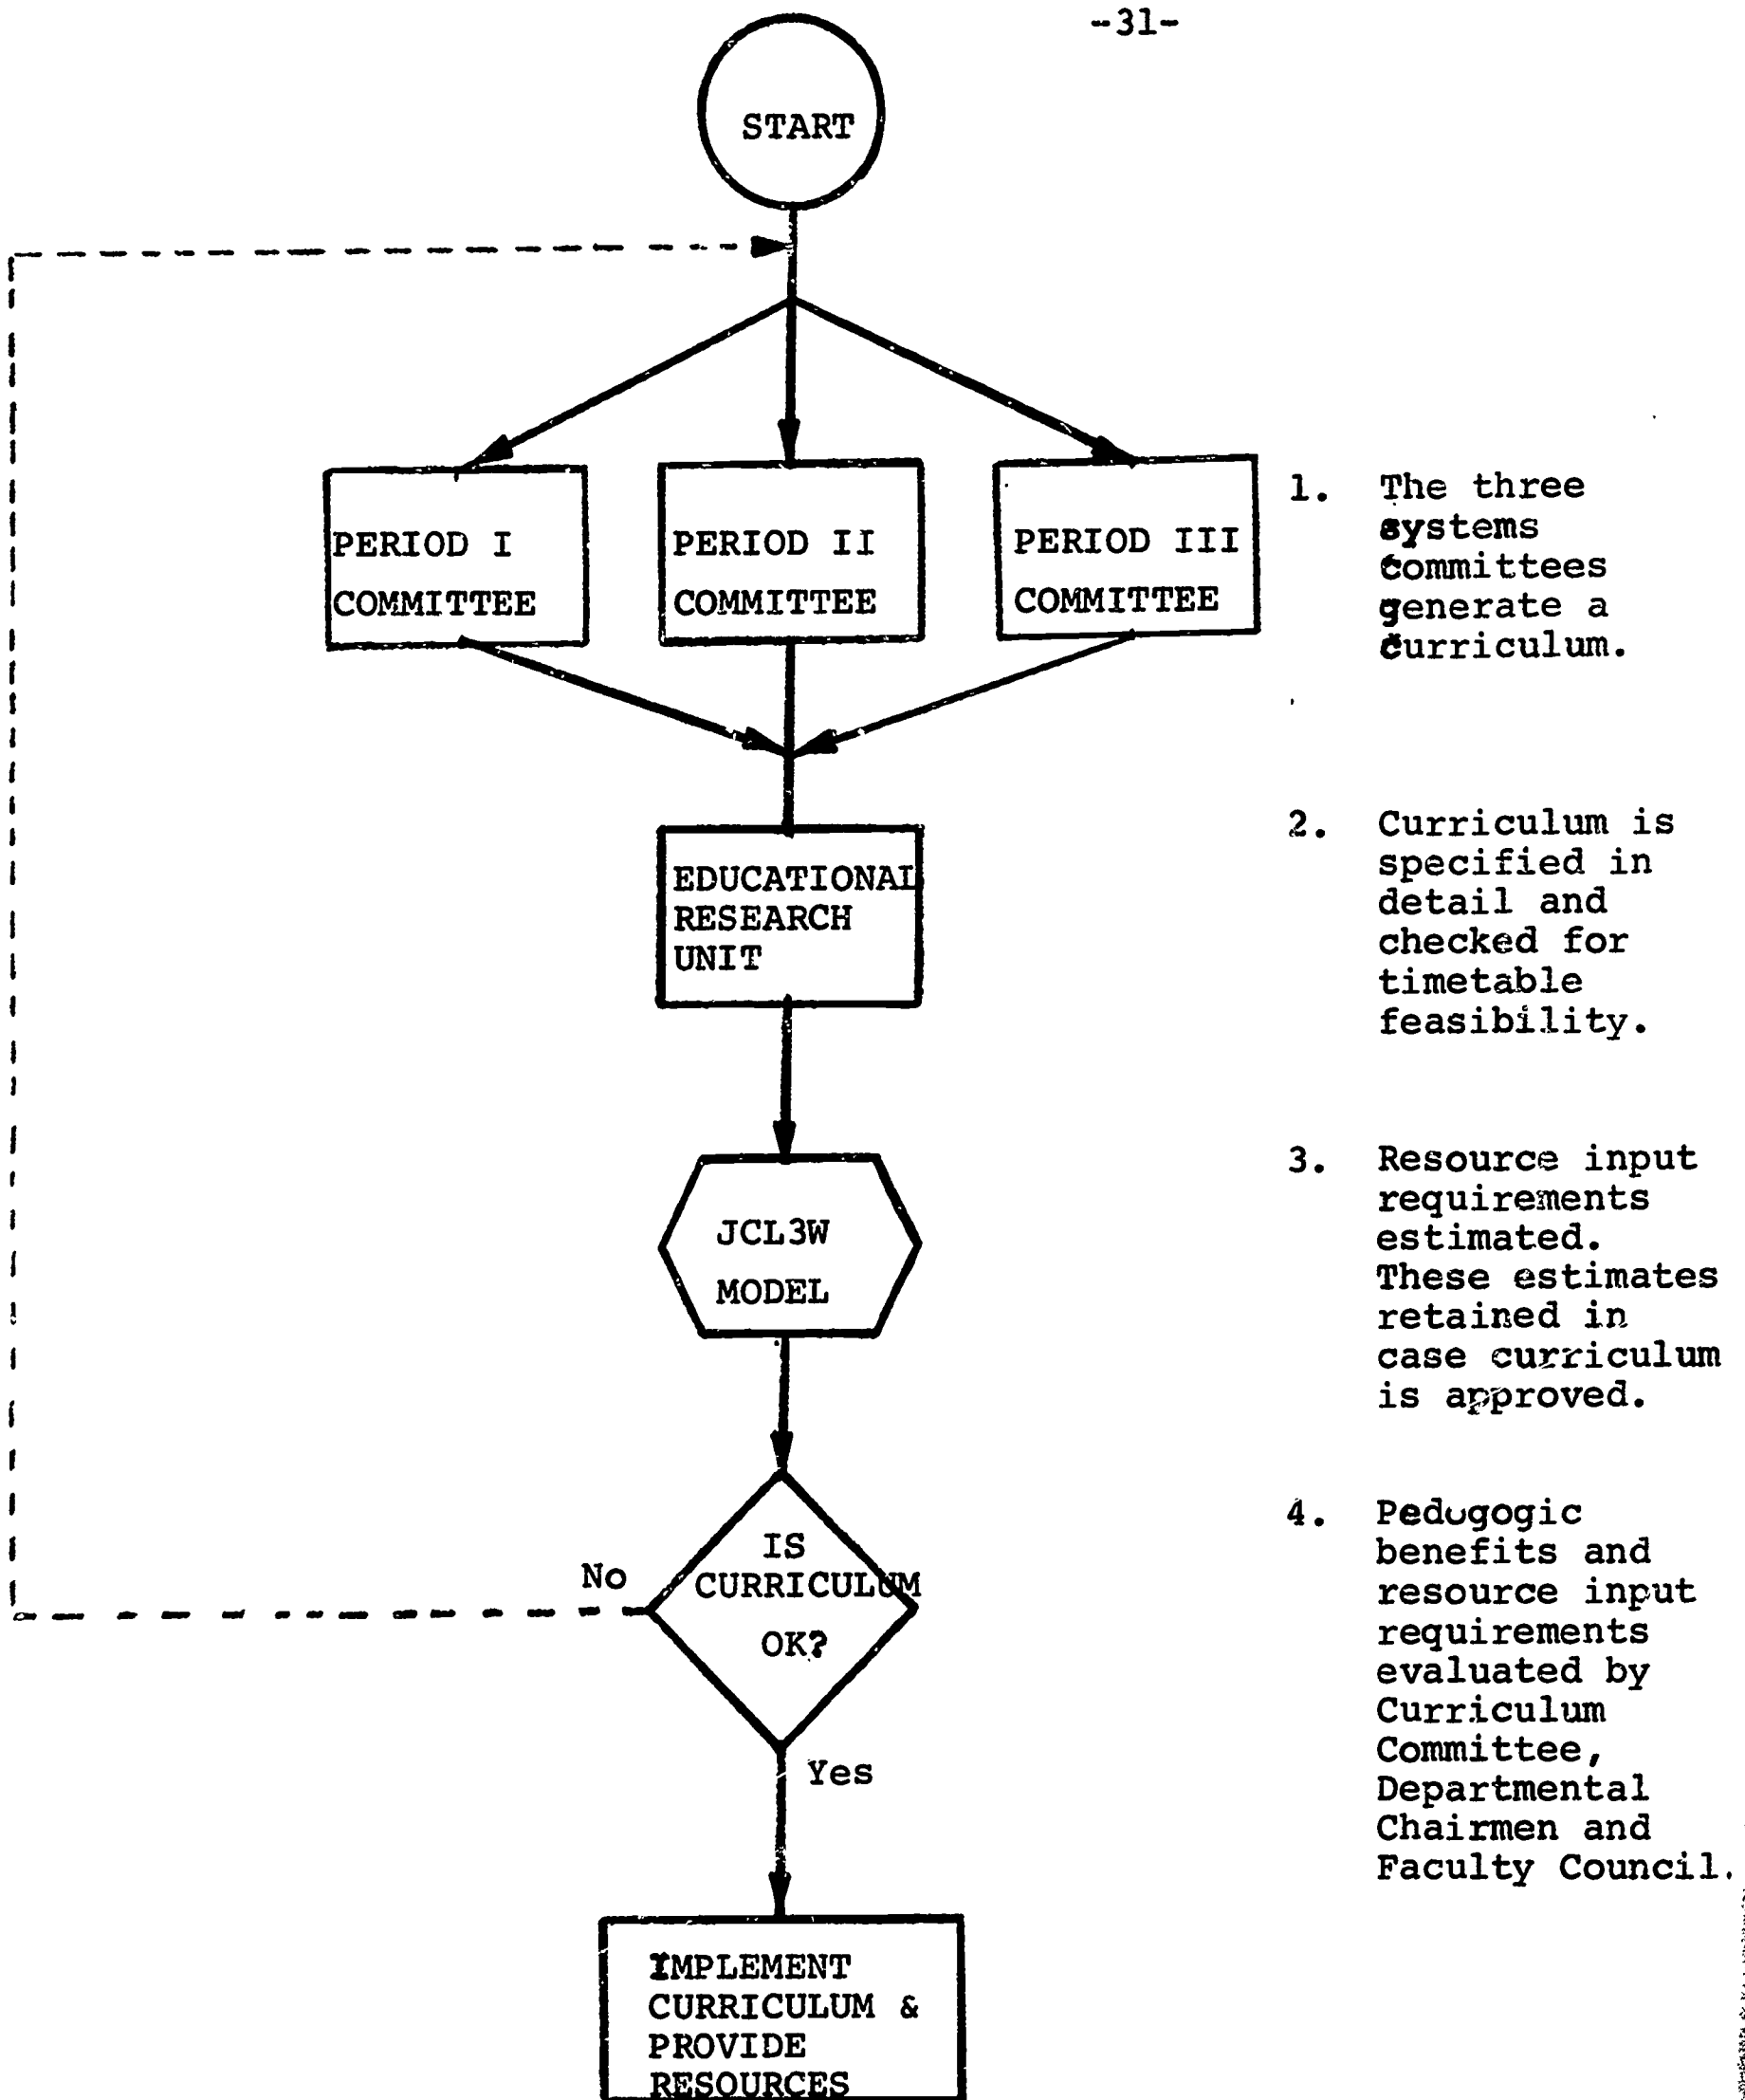 -31-
START
PERIOD I
COMMITTEE
PERIOD II
COMMITTEE
PERIOD III
COMMITTEE
1. The three
systems
committees
generate a
curriculum.
EDUCATIONAL
RESEARCH
UNIT
2. Curriculum is
specified in
detail and
checked for
timetable
feasibility.
JCL3W
MODEL
3. Resource input
requirements
estimated.
These estimates
retained in
case curriculum
is approved.
IS
CURRICULUM
OK?
No
Yes
4. Pedogogic
benefits and
resource input
requirements
evaluated by
Curriculum
Committee,
Departmental
Chairmen and
Faculty Council.
IMPLEMENT
CURRICULUM &
PROVIDE
RESOURCES